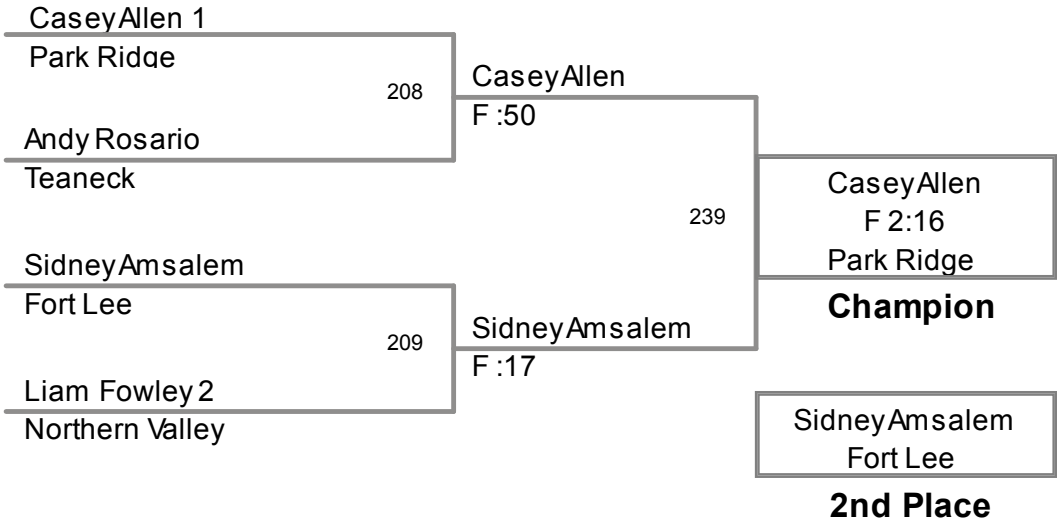 Casey Allen 1
Park Ridge
208
Casey Allen
F :50
Andy Rosario
Teaneck
239
Casey Allen
F 2:16
Park Ridge
Champion
Sidney Amsalem
Fort Lee
209
Sidney Amsalem
F :17
Liam Fowley 2
Northern Valley
Sidney Amsalem
Fort Lee
2nd Place